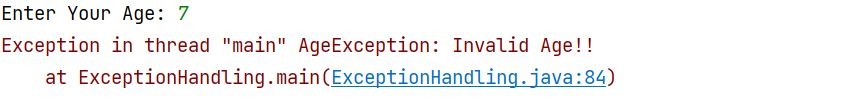 Enter Your Age: 7
Exception in thread "main" AgeException: Invalid Age!!
    at ExceptionHandling.main(ExceptionHandling.java:84)